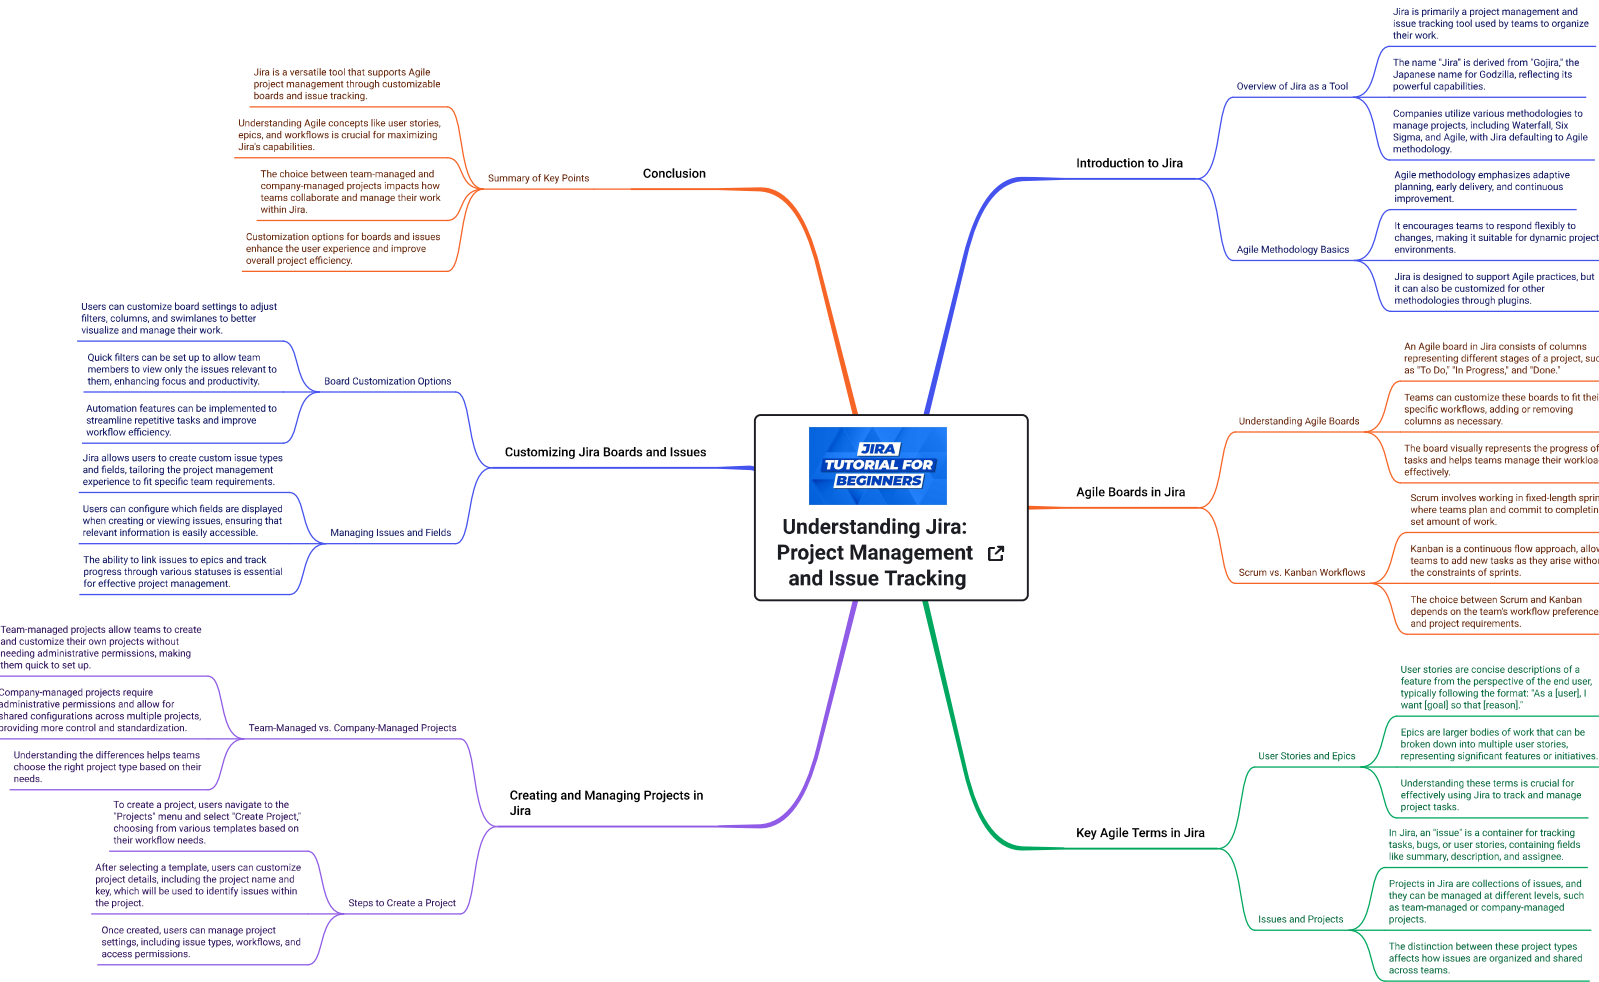 JIRA
TUTORIAL FOR
BEGINNERS
Understanding Jira:
Project Management
and Issue Tracking
Introduction to Jira
Overview of Jira as a Tool
Jira is primarily a project management and
issue tracking tool used by teams to organize
their work.
The name "Jira" is derived from "Gojira," the
Japanese name for Godzilla, reflecting its
powerful capabilities.
Companies utilize various methodologies to
manage projects, including Waterfall, Six
Sigma, and Agile, with Jira defaulting to Agile
methodology.
Agile Methodology Basics
Agile methodology emphasizes adaptive
planning, early delivery, and continuous
improvement.
It encourages teams to respond flexibly to
changes, making it suitable for dynamic project
environments.
Jira is designed to support Agile practices, but
it can also be customized for other
methodologies through plugins.
Agile Boards in Jira
Understanding Agile Boards
An Agile board in Jira consists of columns
representing different stages of a project,
as "To Do," "In Progress," and "Done."
Teams can customize these boards to fit
specific workflows, adding or removing
columns as necessary.
The board visually represents the progress of
tasks and helps teams manage their
effectively.
Scrum vs. Kanban Workflows
Scrum involves working in fixed-length
where teams plan and commit to
set amount of work.
Kanban is a continuous flow approach,
teams to add new tasks as they arise
the constraints of sprints.
The choice between Scrum and Kanban
depends on the team's workflow preference
and project requirements.
Key Agile Terms in Jira
User Stories and Epics
User stories are concise descriptions of a
feature from the perspective of the end user,
typically following the format: "As a [user], I
want [goal] so that [reason]."
Epics are larger bodies of work that can be
broken down into multiple user stories,
representing significant features or initiatives.
Understanding these terms is crucial for
effectively using Jira to track and manage
project tasks.
Issues and Projects
In Jira, an "issue" is a container for tracking
tasks, bugs, or user stories, containing fields
like summary, description, and assignee.
Projects in Jira are collections of issues, and
they can be managed at different levels, such
as team-managed or company-managed
projects.
The distinction between these project types
affects how issues are organized and shared
across teams.
Conclusion
Summary of Key Points
Jira is a versatile tool that supports Agile
project management through customizable
boards and issue tracking.
Understanding Agile concepts like user stories,
epics, and workflows is crucial for maximizing
Jira's capabilities.
The choice between team-managed and
company-managed projects impacts how
teams collaborate and manage their work
within Jira.
Customization options for boards and issues
enhance the user experience and improve
overall project efficiency.
Customizing Jira Boards and Issues
Board Customization Options
Users can customize board settings to adjust
filters, columns, and swimlanes to better
visualize and manage their work.
Quick filters can be set up to allow team
members to view only the issues relevant to
them, enhancing focus and productivity.
Automation features can be implemented to
streamline repetitive tasks and improve
workflow efficiency.
Managing Issues and Fields
Jira allows users to create custom issue types
and fields, tailoring the project management
experience to fit specific team requirements.
Users can configure which fields are displayed
when creating or viewing issues, ensuring that
relevant information is easily accessible.
The ability to link issues to epics and track
progress through various statuses is essential
for effective project management.
Creating and Managing Projects in
Jira
Team-Managed vs. Company-Managed Projects
Team-managed projects allow teams to create
and customize their own projects without
needing administrative permissions, making
them quick to set up.
Company-managed projects require
administrative permissions and allow for
shared configurations across multiple projects,
providing more control and standardization.
Understanding the differences helps teams
choose the right project type based on their
needs.
Steps to Create a Project
To create a project, users navigate to the
"Projects" menu and select "Create Project,"
choosing from various templates based on
their workflow needs.
After selecting a template, users can customize
project details, including the project name and
key, which will be used to identify issues within
the project.
Once created, users can manage project
settings, including issue types, workflows, and
access permissions.